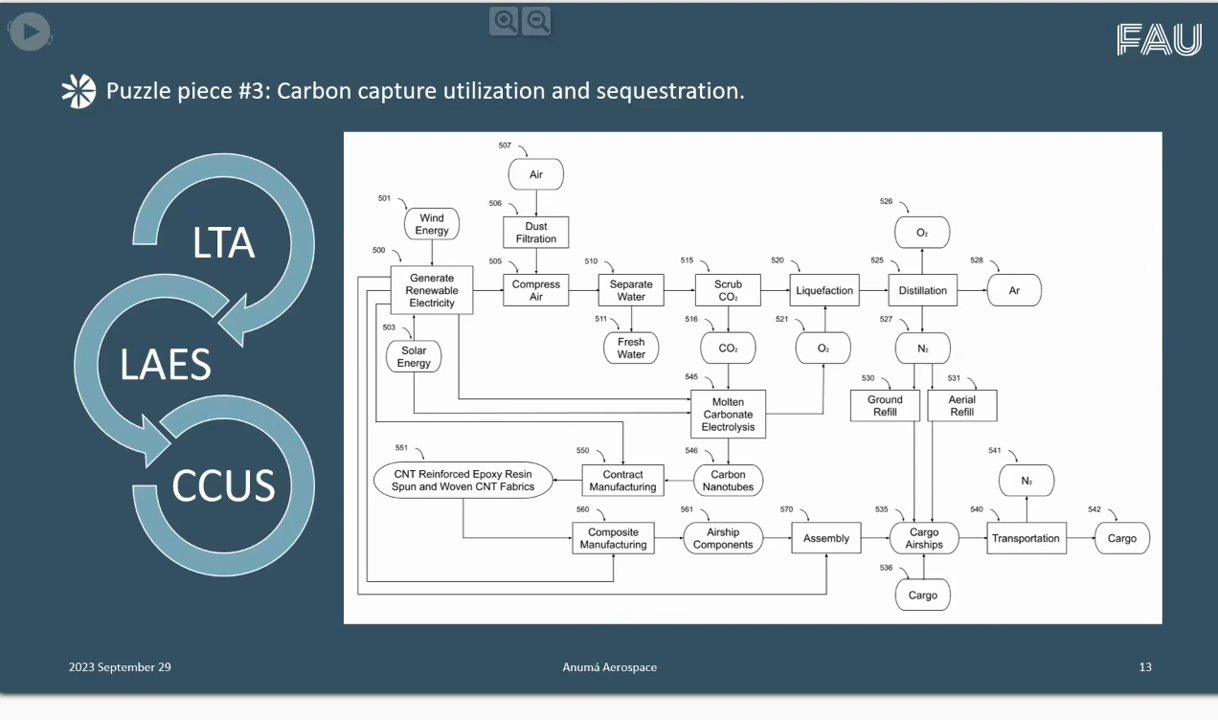 FAU
Puzzle piece #3: Carbon capture utilization and sequestration.
LTA
LAES
CCUS
507
Air
501
Wind
Energy
506
Dust
Filtration
526
O₂
500
Generate
Renewable
Electricity
505
Compress
Air
510
Separate
Water
515
Scrub
CO₂
520
Liquefaction
525
Distillation
528
Ar
503
Solar
Energy
511
Fresh
Water
516
CO₂
521
O₂
527
N₂
545
Molten
Carbonate
Electrolysis
530
Ground
Refill
531
Aerial
Refill
551
CNT Reinforced Epoxy Resin
Spun and Woven CNT Fabrics
550
Contract
Manufacturing
546
Carbon
Nanotubes
541
N₂
560
Composite
Manufacturing
561
Airship
Components
570
Assembly
535
Cargo
Airships
540
Transportation
542
Cargo
536
Cargo
2023 September 29
Anumá Aerospace
13